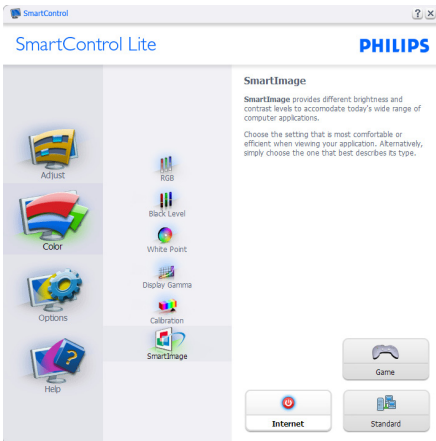 SmartControl
? X
SmartControl Lite
PHILIPS
Adjust
Color
Options
Help
RGB
Black Level
White Point
Display Gamma
Calibration
SmartImage
SmartImage
SmartImage provides different brightness and
contrast levels to accomodate today's wide range of
computer applications.
Choose the setting that is most comfortable or
efficient when viewing your application. Alternatively,
simply choose the one that best describes its type.
Game
Internet
Standard